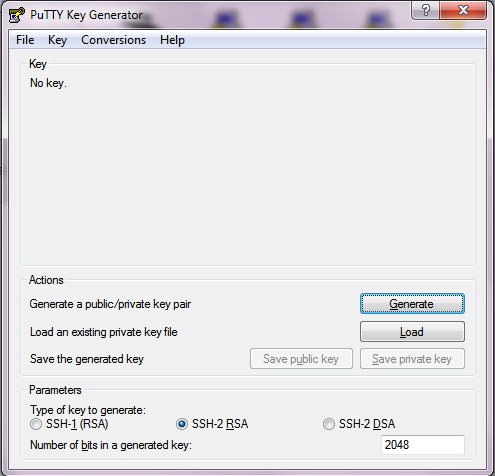 PuTTY Key Generator
?
File Key Conversions Help
Key
No key.
Actions
Generate a public/private key pair Generate
Load an existing private key file Load
Save the generated key Save public key Save private key
Parameters
Type of key to generate:
SSH-1 (RSA) SSH-2 RSA SSH-2 DSA
Number of bits in a generated key: 2048